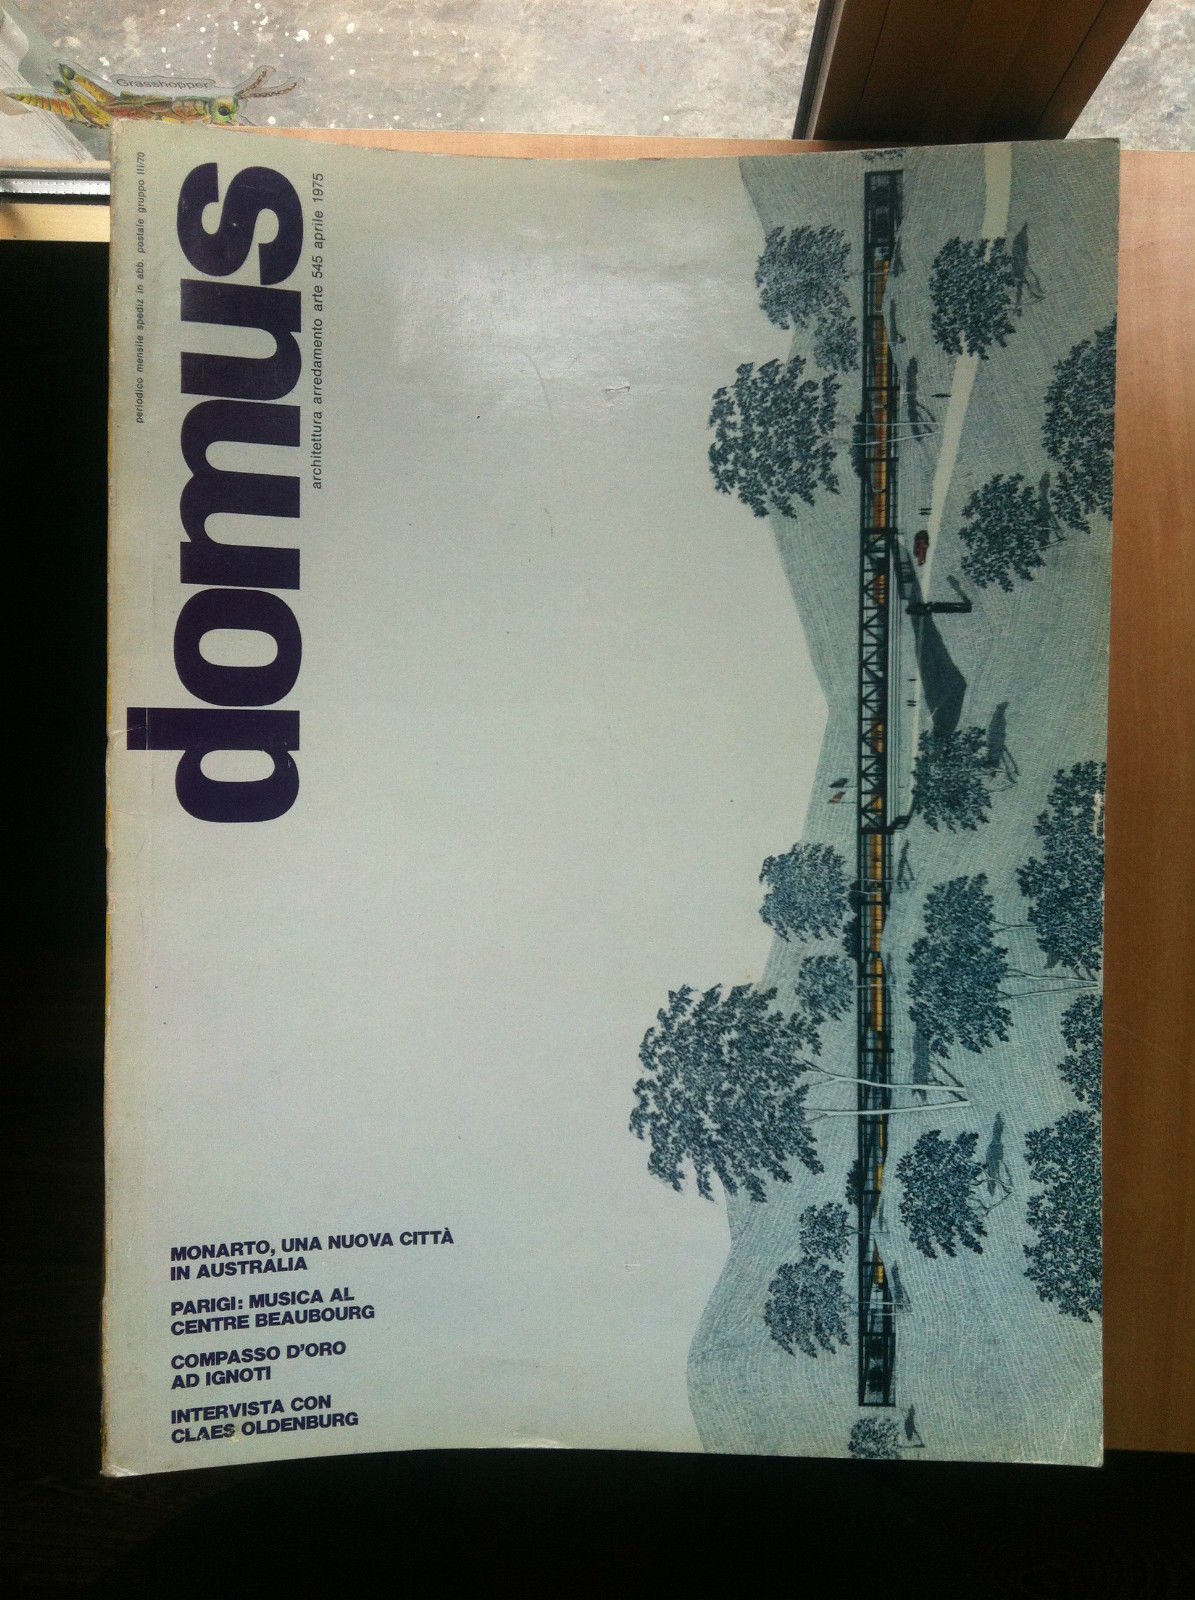 Grasshopper
periodico mensile spediz in abb. postale gruppo III/70
domus
architettura arredamento arte 545 aprile 1975
MONARTO, UNA NUOVA CITTÀ
IN AUSTRALIA
PARIGI: MUSICA AL
CENTRE BEAUBOURG
COMPASSO D'ORO
AD IGNOTI
INTERVISTA CON
CLAES OLDENBURG